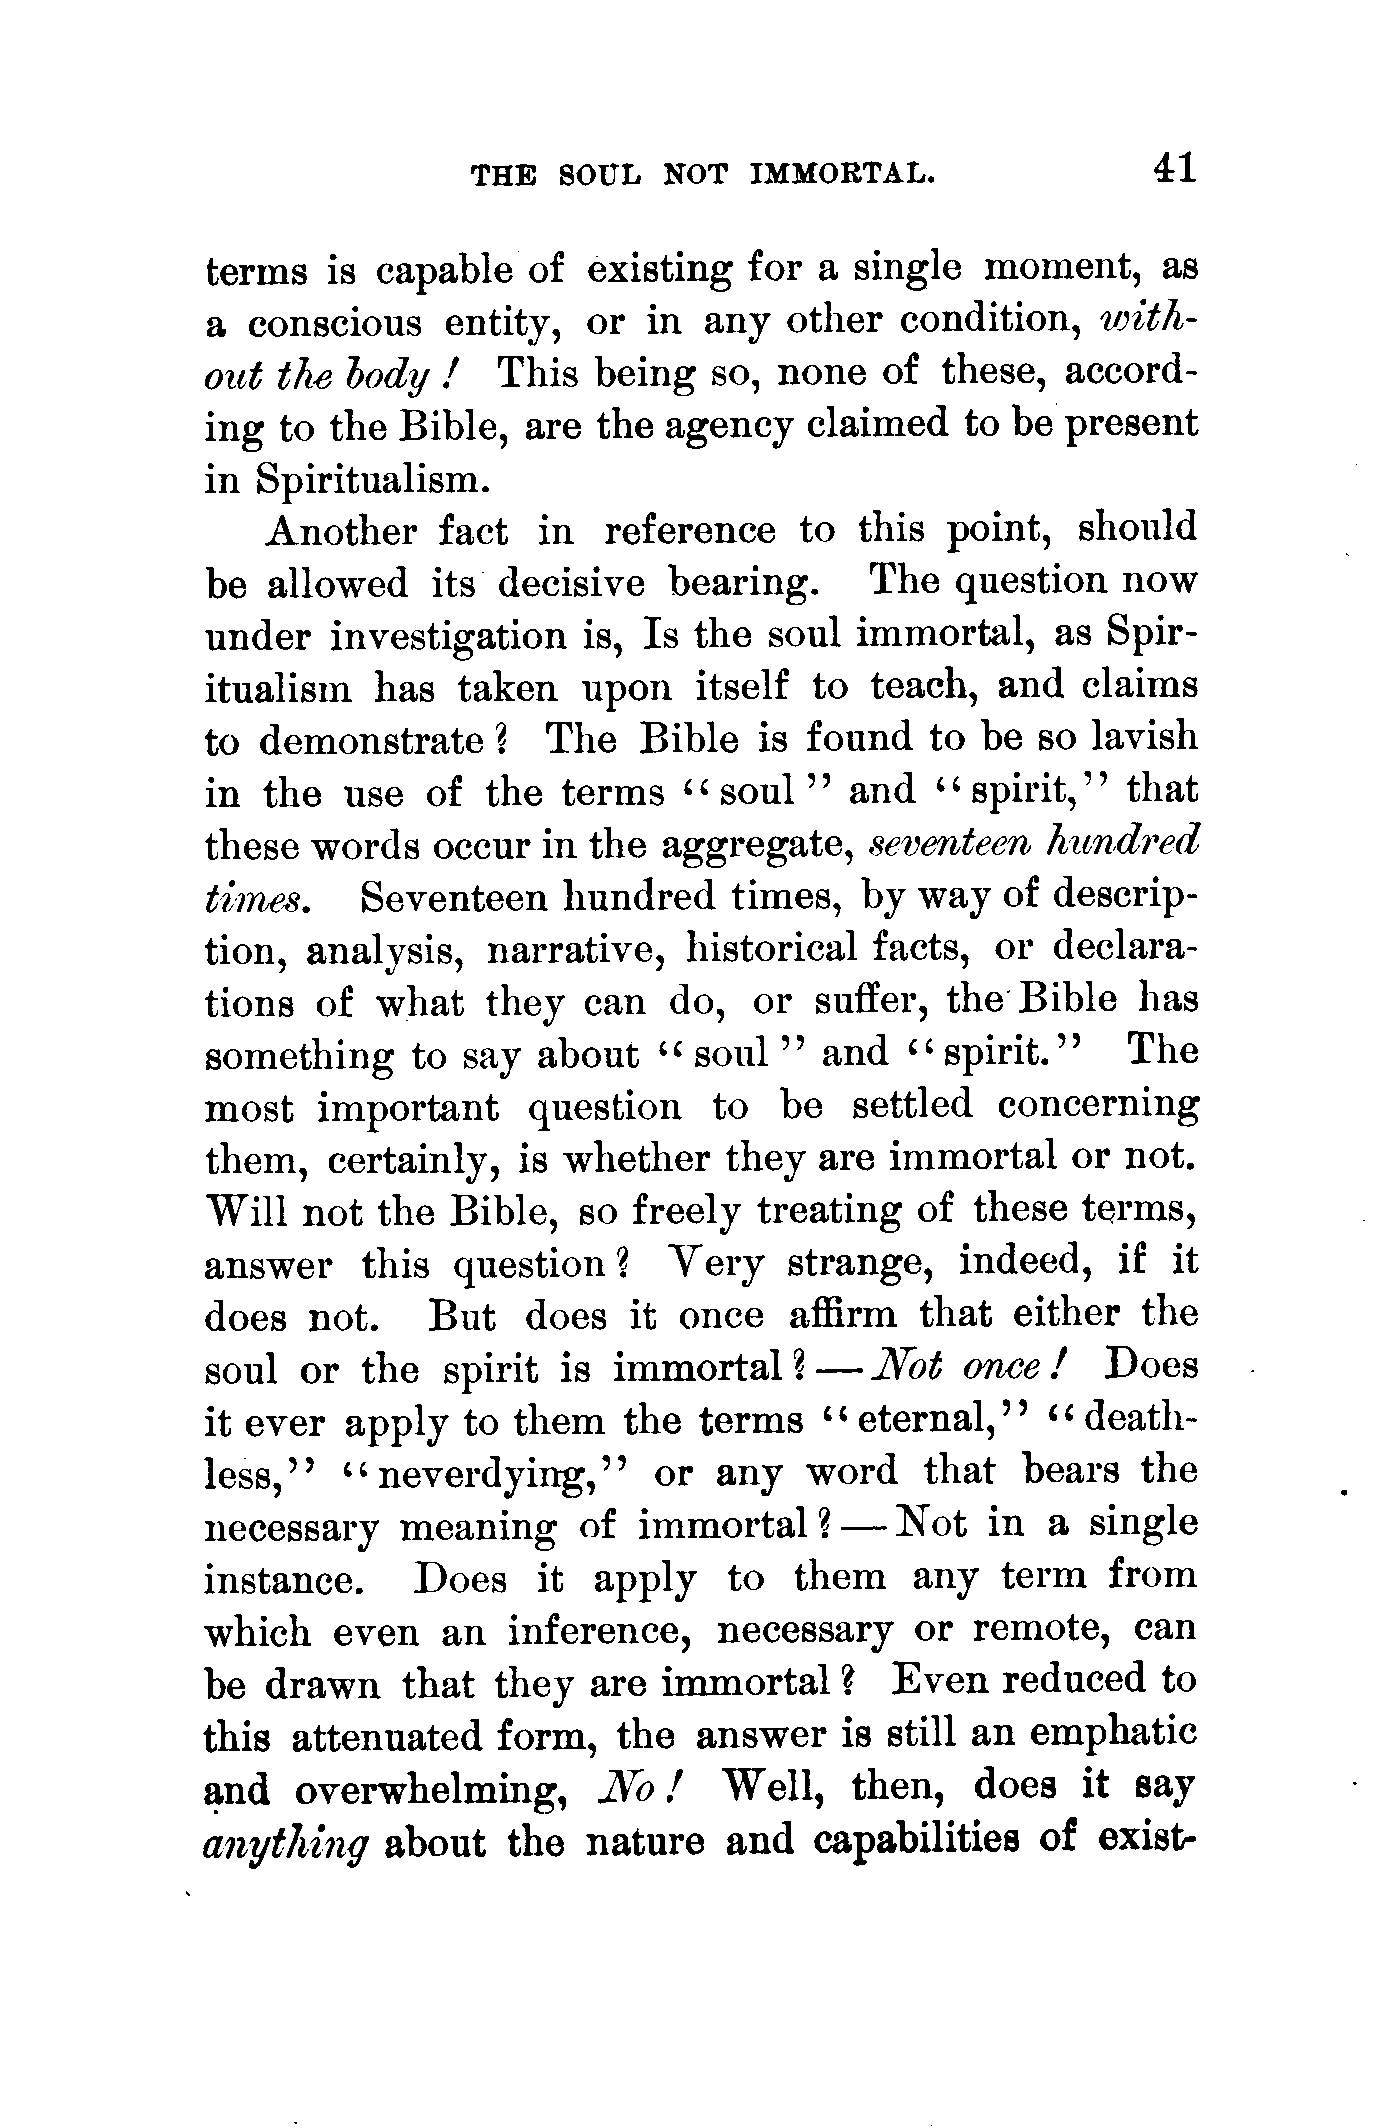 THE SOUL NOT IMMORTAL. 41
terms is capable of existing for a single moment, as
a conscious entity, or in any other condition, with-
out the body! This being so, none of these, accord-
ing to the Bible, are the agency claimed to be present
in Spiritualism.
Another fact in reference to this point, should
be allowed its decisive bearing. The question now
under investigation is, Is the soul immortal, as Spir-
itualism has taken upon itself to teach, and claims
to demonstrate? The Bible is found to be so lavish
in the use of the terms "soul" and "spirit," that
these words occur in the aggregate, seventeen hundred
times. Seventeen hundred times, by way of descrip-
tion, analysis, narrative, historical facts, or declara-
tions of what they can do, or suffer, the Bible has
something to say about "soul" and "spirit." The
most important question to be settled concerning
them, certainly, is whether they are immortal or not.
Will not the Bible, so freely treating of these terms,
answer this question? Very strange, indeed, if it
does not. But does it once affirm that either the
soul or the spirit is immortal?—Not once! Does
it ever apply to them the terms "eternal," "death-
less," "neverdying," or any word that bears the
necessary meaning of immortal?—Not in a single
instance. Does it apply to them any term from
which even an inference, necessary or remote, can
be drawn that they are immortal? Even reduced to
this attenuated form, the answer is still an emphatic
and overwhelming, No! Well, then, does it say
anything about the nature and capabilities of exist-